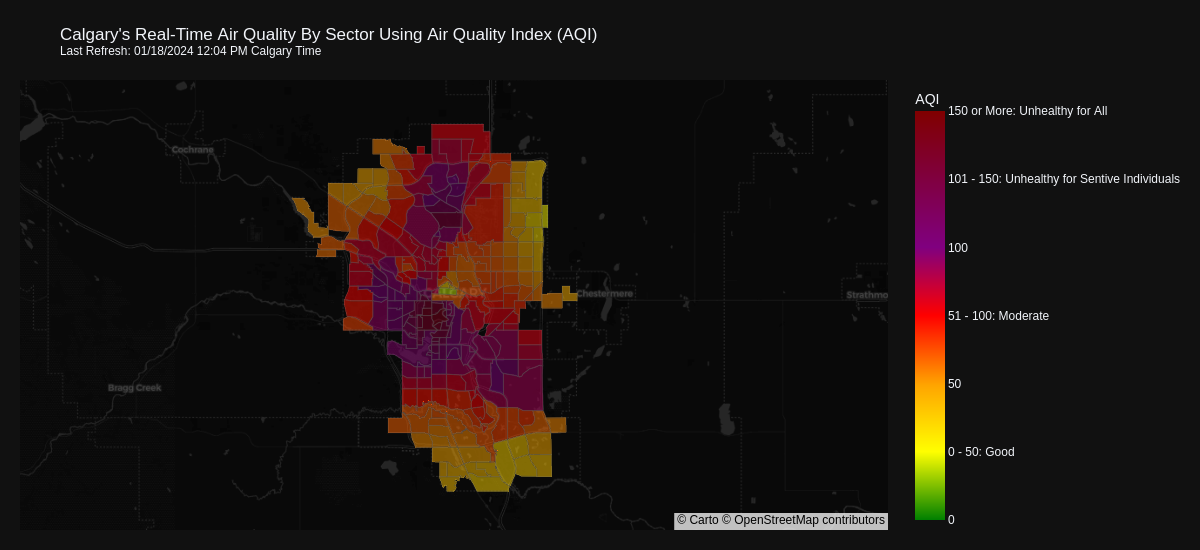 Calgary's Real-Time Air Quality By Sector Using Air Quality Index (AQI)
Last Refresh: 01/18/2024 12:04 PM Calgary Time
AQI
150 or More: Unhealthy for All
Cochrane
101 - 150: Unhealthy for Sentive Individuals
100
CALGARY
Chestermere
Strathmo
51 - 100: Moderate
Bragg Creek
50
0 - 50: Good
0
© Carto © OpenStreetMap contributors